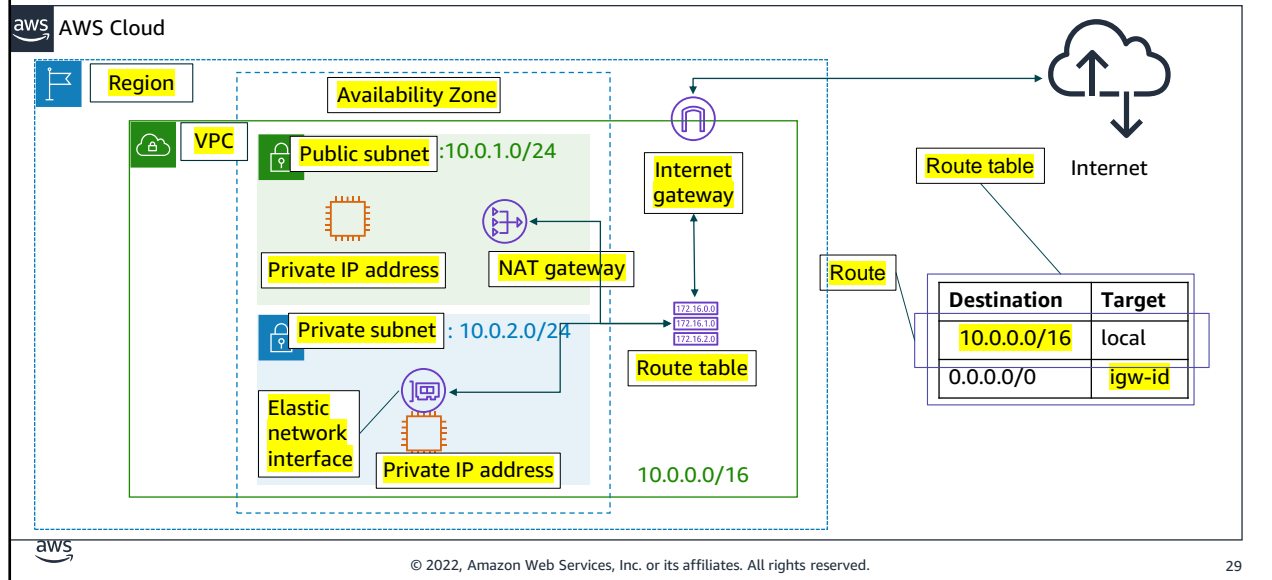 aws AWS Cloud
Region
Availability Zone
VPC
Public subnet :10.0.1.0/24
Private IP address
NAT gateway
Private subnet : 10.0.2.0/24
Elastic
network
interface
Private IP address
Internet
gateway
172.16.0.0
172.16.1.0
172.16.2.0
Route table
10.0.0.0/16
Internet
Route table
Route
Destination Target
10.0.0.0/16 local
0.0.0.0/0 igw-id
aws
© 2022, Amazon Web Services, Inc. or its affiliates. All rights reserved.
29